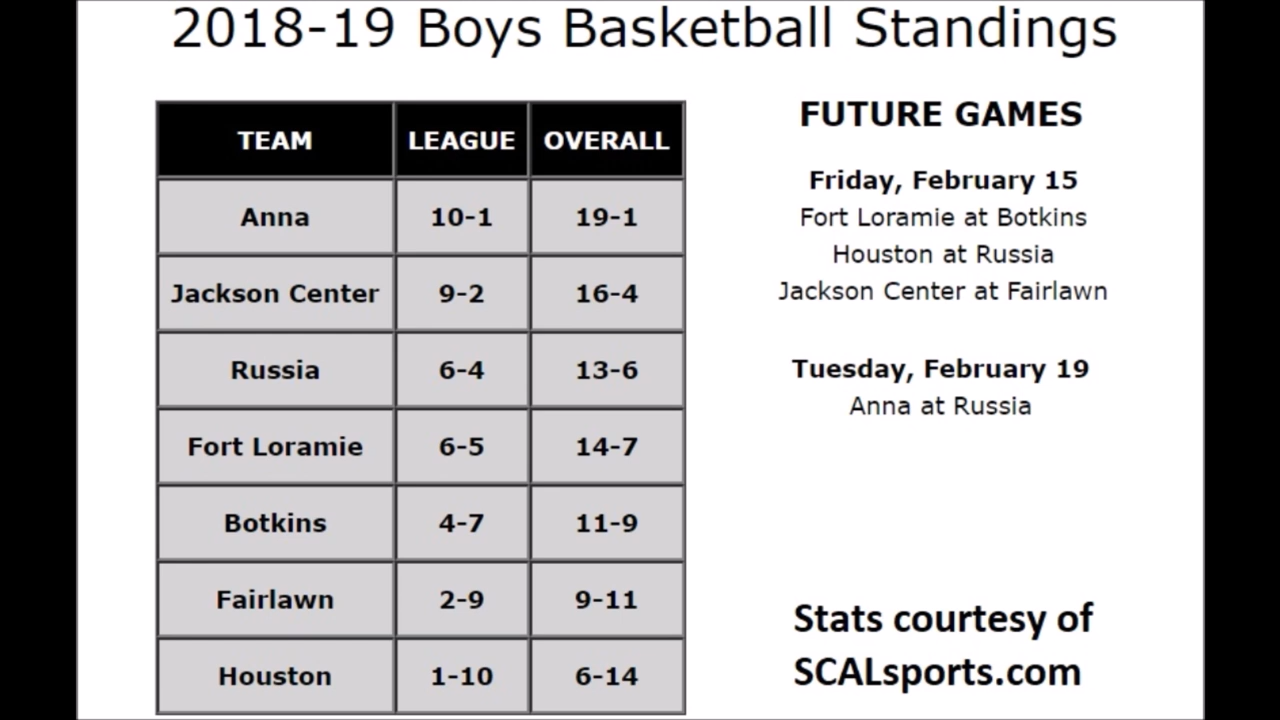 2018-19 Boys Basketball Standings
TEAM LEAGUE OVERALL
Anna 10-1 19-1
Jackson Center 9-2 16-4
Russia 6-4 13-6
Fort Loramie 6-5 14-7
Botkins 4-7 11-9
Fairlawn 2-9 9-11
Houston 1-10 6-14
FUTURE GAMES
Friday, February 15
Fort Loramie at Botkins
Houston at Russia
Jackson Center at Fairlawn
Tuesday, February 19
Anna at Russia
Stats courtesy of
SCALsports.com